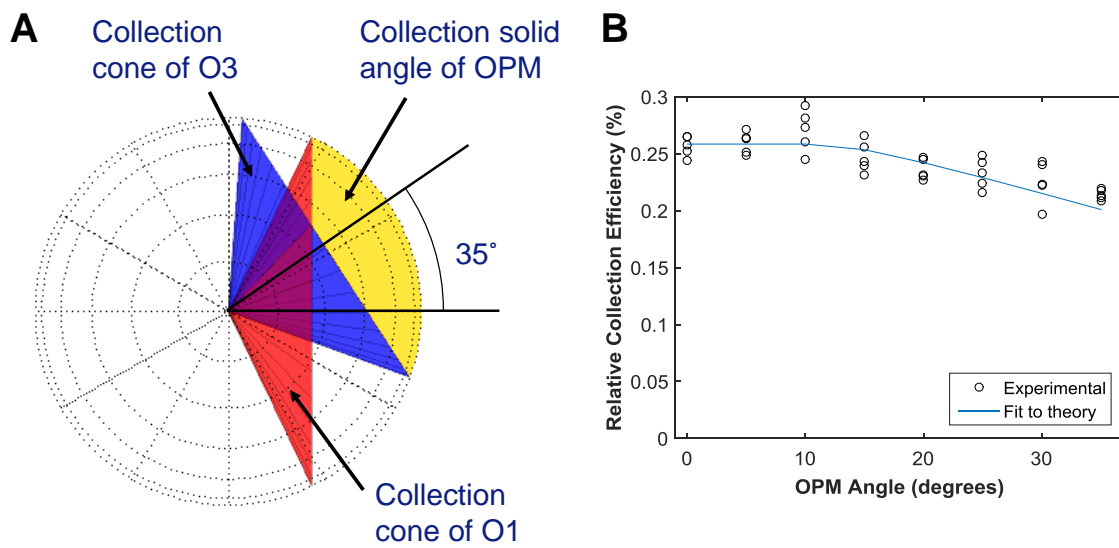 A
Collection
cone of O3
Collection solid
angle of OPM
35˚
Collection
cone of O1
B
Relative Collection Efficiency (%)
0.3
0.25
0.2
0.15
0.1
0.05
0
0
10
20
30
OPM Angle (degrees)
Experimental
Fit to theory